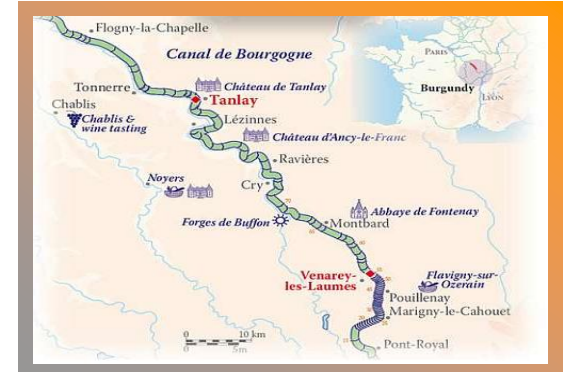 Flogny-la-Chapelle
Canal de Bourgogne
PARIS
Burgundy
LYON
Tonnerre
Château de Tanlay
Tanlay
Chablis
Chablis &
wine tasting
Lézinnes
Château d'Ancy-le-Franc
Ravières
Noyers
Cry
70
Forges de Buffon
Abbaye de Fontenay
Montbard
Venarey-
les-Laumes
Flavigny-sur-
Ozerain
Pouillenay
Marigny-le-Cahouet
Pont-Royal
0
10 km
0
5m